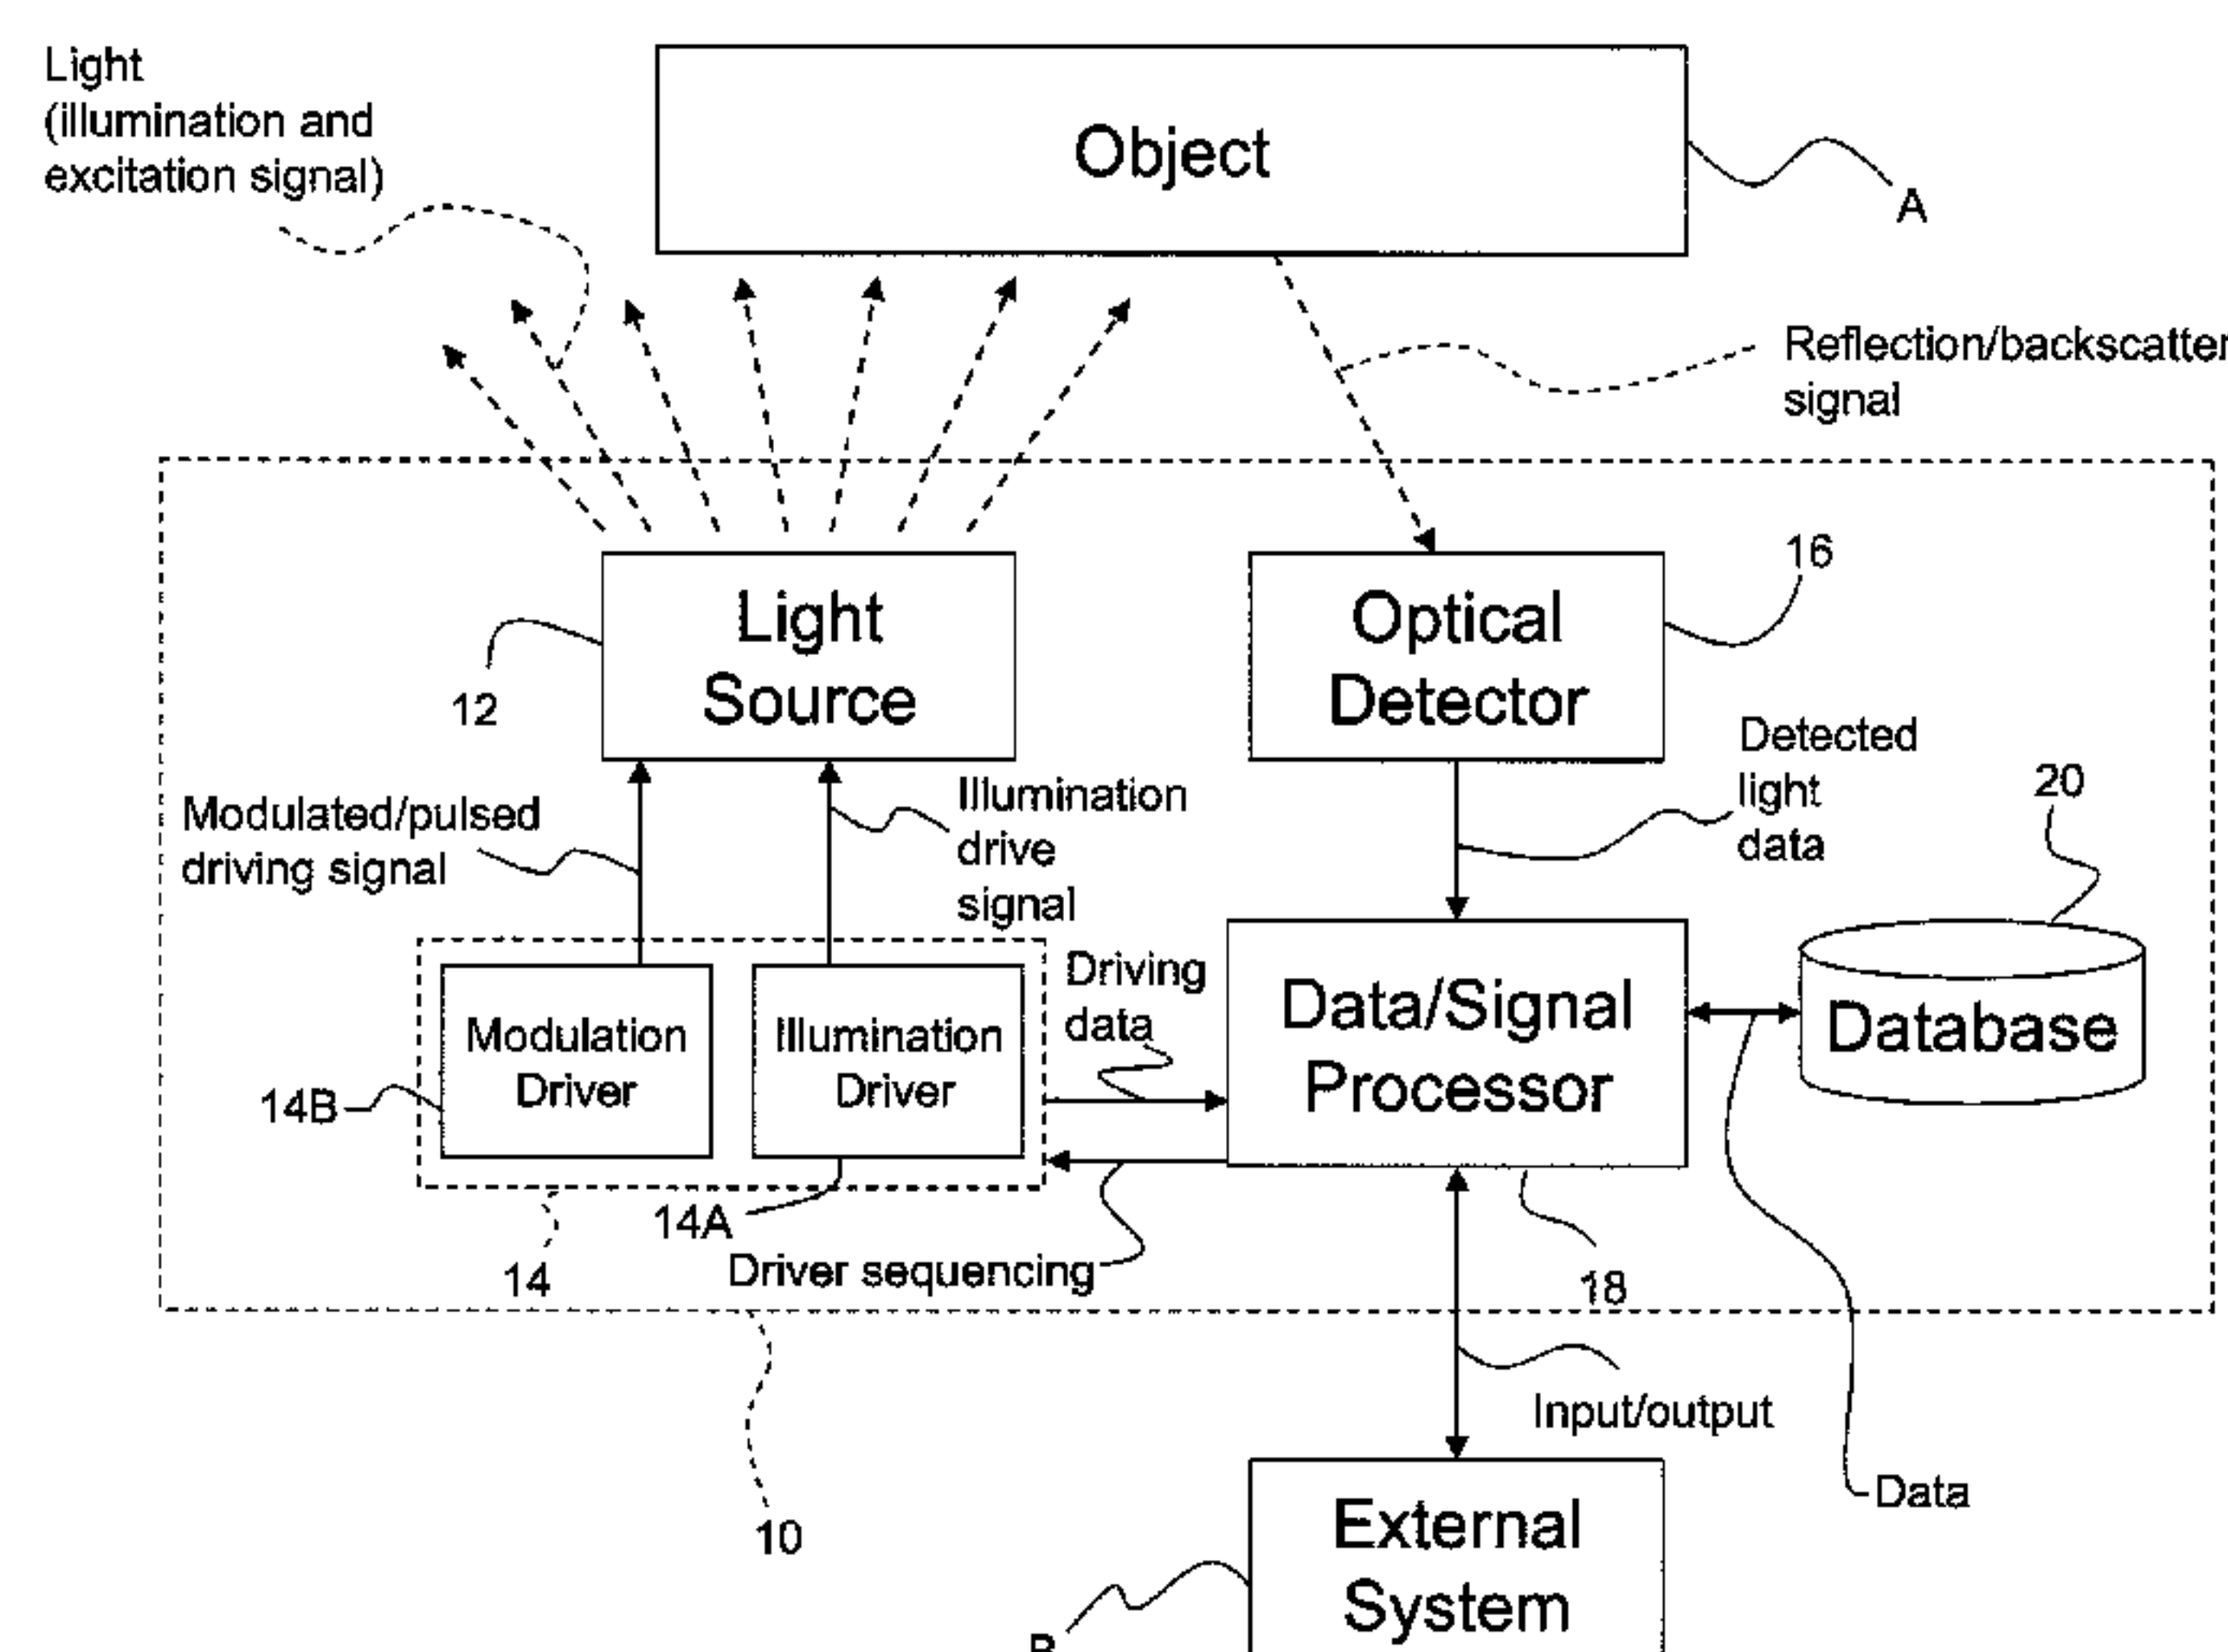 Light
(illumination and
excitation signal)
Object
A
Reflection/backscatter
signal
Light
Source
12
Optical
Detector
16
Modulated/pulsed
driving signal
Illumination
drive
signal
Detected
light
data
20
Modulation
Driver
14B
Illumination
Driver
14A
14
Driving
data
Data/Signal
Processor
Database
Driver sequencing
18
10
Input/output
Data
External
System
B